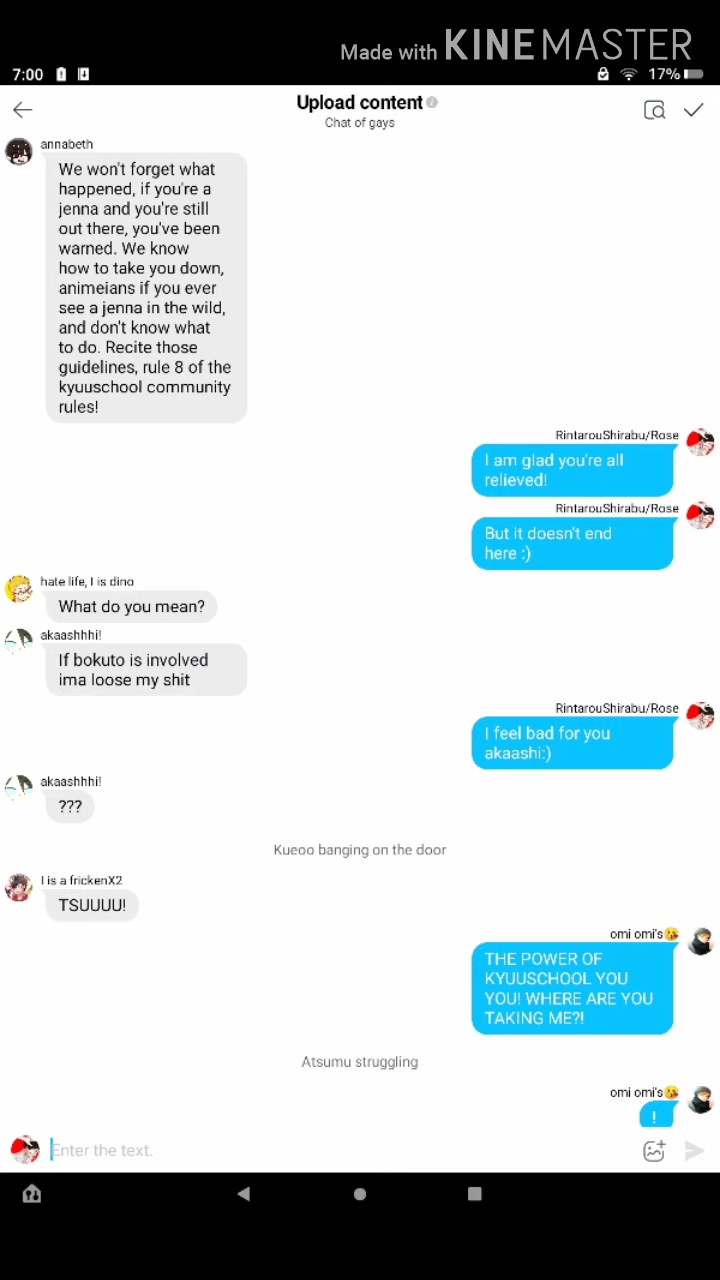 Made with KINEMASTER
7:00
17%
Upload content
Chat of gays
annabeth
We won't forget what
happened, if you're a
jenna and you're still
out there, you've been
warned. We know
how to take you down,
animeians if you ever
see a jenna in the wild,
and don't know what
to do. Recite those
guidelines, rule 8 of the
kyuuschool community
rules!
RintarouShirabu/Rose
I am glad you're all
relieved!
RintarouShirabu/Rose
But it doesn't end
here :)
hate life, I is dino
What do you mean?
akaashhhi!
If bokuto is involved
ima loose my shit
RintarouShirabu/Rose
I feel bad for you
akaashi:)
akaashhhi!
???
Kueoo banging on the door
I is a frickenX2
TSUUUU!
omi omi's😘
THE POWER OF
KYUUSCHOOL YOU
YOU! WHERE ARE YOU
TAKING ME?!
Atsumu struggling
omi omi's😘
!
Enter the text.